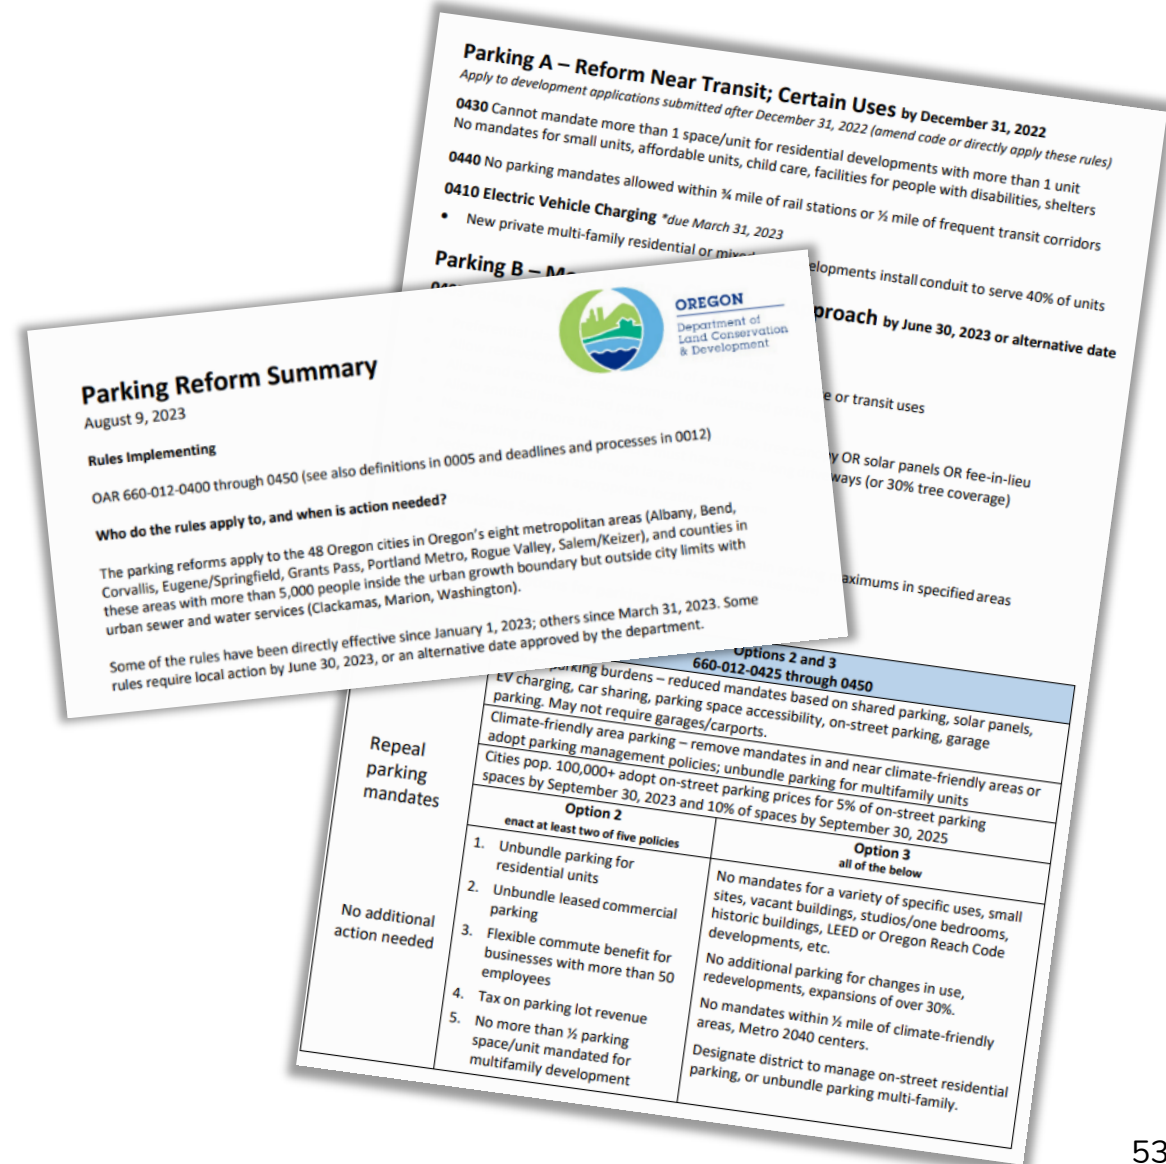 Parking A – Reform Near Transit; Certain Uses by December 31, 2022
Apply to development applications submitted after December 31, 2022 (amend code or directly apply these rules)
0430 Cannot mandate more than 1 space/unit for residential developments with more than 1 unit
No mandates for small units, affordable units, child care, facilities for people with disabilities, shelters
0440 No parking mandates allowed within ¾ mile of rail stations or ½ mile of frequent transit corridors
0410 Electric Vehicle Charging *due March 31, 2023
• New private multi-family residential or
install conduit to serve 40% of units
Parking B –
by June 30, 2023 or alternative date
or transit uses
OR solar panels OR fee-in-lieu
(or 30% tree coverage)
in specified areas
OREGON
Department of
Land Conservation
& Development
Parking Reform Summary
August 9, 2023
Rules Implementing
OAR 660-012-0400 through 0450 (see also definitions in 0005 and deadlines and processes in 0012)
Who do the rules apply to, and when is action needed?
The parking reforms apply to the 48 Oregon cities in Oregon's eight metropolitan areas (Albany, Bend,
Corvallis, Eugene/Springfield, Grants Pass, Portland Metro, Rogue Valley, Salem/Keizer), and counties in
these areas with more than 5,000 people inside the urban growth boundary but outside city limits with
urban sewer and water services (Clackamas, Marion, Washington).
Some of the rules have been directly effective since January 1, 2023; others since March 31, 2023. Some
rules require local action by June 30, 2023, or an alternative date approved by the department.
Options 2 and 3
660-012-0425 through 0450
burdens – reduced mandates based on shared parking, solar panels,
EV charging, car sharing, parking space accessibility, on-street parking, garage
parking. May not require garages/carports.
Climate-friendly area parking – remove mandates in and near climate-friendly areas or
adopt parking management policies; unbundle parking for multifamily units
Cities pop. 100,000+ adopt on-street parking prices for 5% of on-street parking
spaces by September 30, 2023 and 10% of spaces by September 30, 2025
Repeal
parking
mandates
No additional
action needed
Option 2
enact at least two of five policies
1. Unbundle parking for
residential units
2. Unbundle leased commercial
parking
3. Flexible commute benefit for
businesses with more than 50
employees
4. Tax on parking lot revenue
5. No more than ½ parking
space/unit mandated for
multifamily development
Option 3
all of the below
No mandates for a variety of specific uses, small
sites, vacant buildings, studios/one bedrooms,
historic buildings, LEED or Oregon Reach Code
developments, etc.
No additional parking for changes in use,
redevelopments, expansions of over 30%.
No mandates within ½ mile of climate-friendly
areas, Metro 2040 centers.
Designate district to manage on-street residential
parking, or unbundle parking multi-family.
53